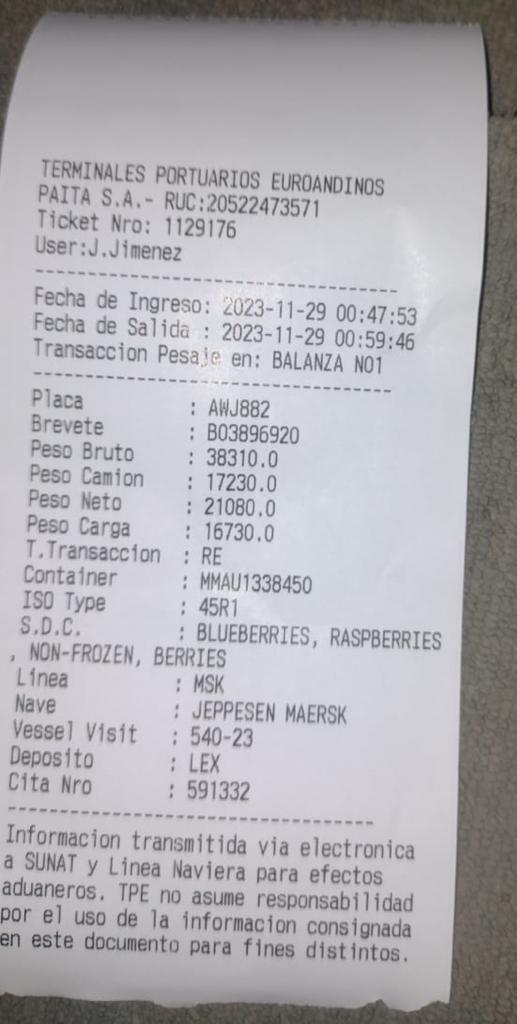 TERMINALES PORTUARIOS EUROANDINOS
PAITA S.A.- RUC:20522473571
Ticket Nro: 1129176
User:J.Jimenez
Fecha de Ingreso: 2023-11-29 00:47:53
Fecha de Salida : 2023-11-29 00:59:46
Transaccion Pesaje en: BALANZA NO1
Placa : AWJ882
Brevete : B03896920
Peso Bruto : 38310.0
Peso Camion : 17230.0
Peso Neto : 21080.0
Peso Carga : 16730.0
T.Transaccion : RE
Container : MMAU1338450
ISO Type : 45R1
S.D.C. : BLUEBERRIES, RASPBERRIES
, NON-FROZEN, BERRIES
Linea : MSK
Nave : JEPPESEN MAERSK
Vessel Visit : 540-23
Deposito : LEX
Cita Nro : 591332
Informacion transmitida via electronica
a SUNAT y Linea Naviera para efectos
aduaneros. TPE no asume responsabilidad
por el uso de la informacion consignada
en este documento para fines distintos.